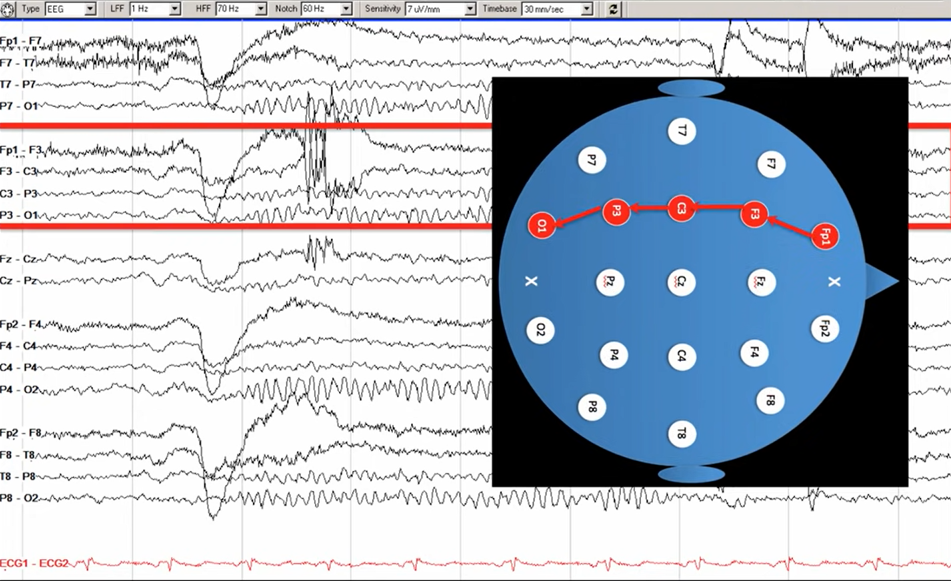 Type EEG LFF 1 Hz HFF 70 Hz Notch 60 Hz Sensitivity 7 uV/mm Timebase 30 mm/sec
Fp1 - F7
F7 - T7
T7 - P7
P7 - O1
Fp1 - F3
F3 - C3
C3 - P3
P3 - O1
Fz - Cz
Cz - Pz
Fp2 - F4
F4 - C4
C4 - P4
P4 - O2
Fp2 - F8
F8 - T8
T8 - P8
P8 - O2
ECG1 - ECG2
T7
P7 F7
O1 P3 C3 F3 Fp1
X Pz Cz Fz X
O2 P4 C4 F4 Fp2
P8 F8
T8